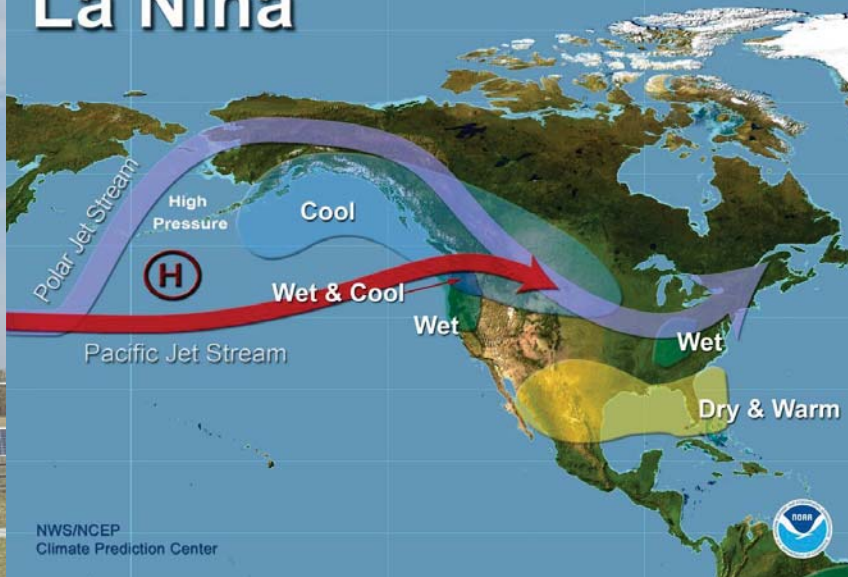 La Niña
Polar Jet Stream
High
Pressure
H
Cool
Wet & Cool
Wet
Pacific Jet Stream
Wet
Dry & Warm
NWS/NCEP
Climate Prediction Center
NOAA